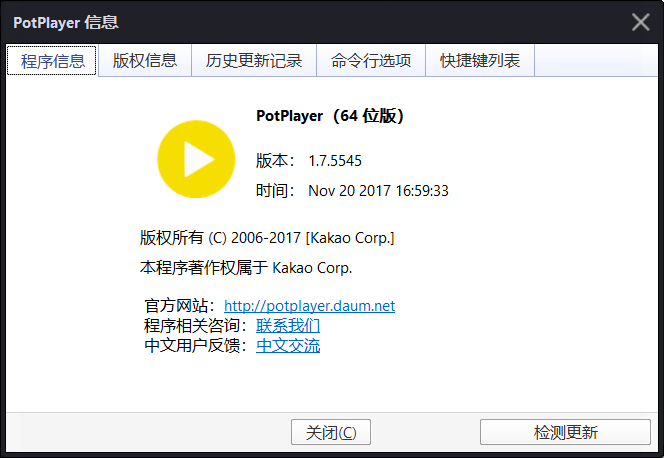 PotPlayer 信息
程序信息 版权信息 历史更新记录 命令行选项 快捷键列表
PotPlayer（64 位版）
版本： 1.7.5545
时间： Nov 20 2017 16:59:33
版权所有 (C) 2006-2017 [Kakao Corp.]
本程序著作权属于 Kakao Corp.
官方网站：http://potplayer.daum.net
程序相关咨询：联系我们
中文用户反馈：中文交流
关闭(C) 检测更新